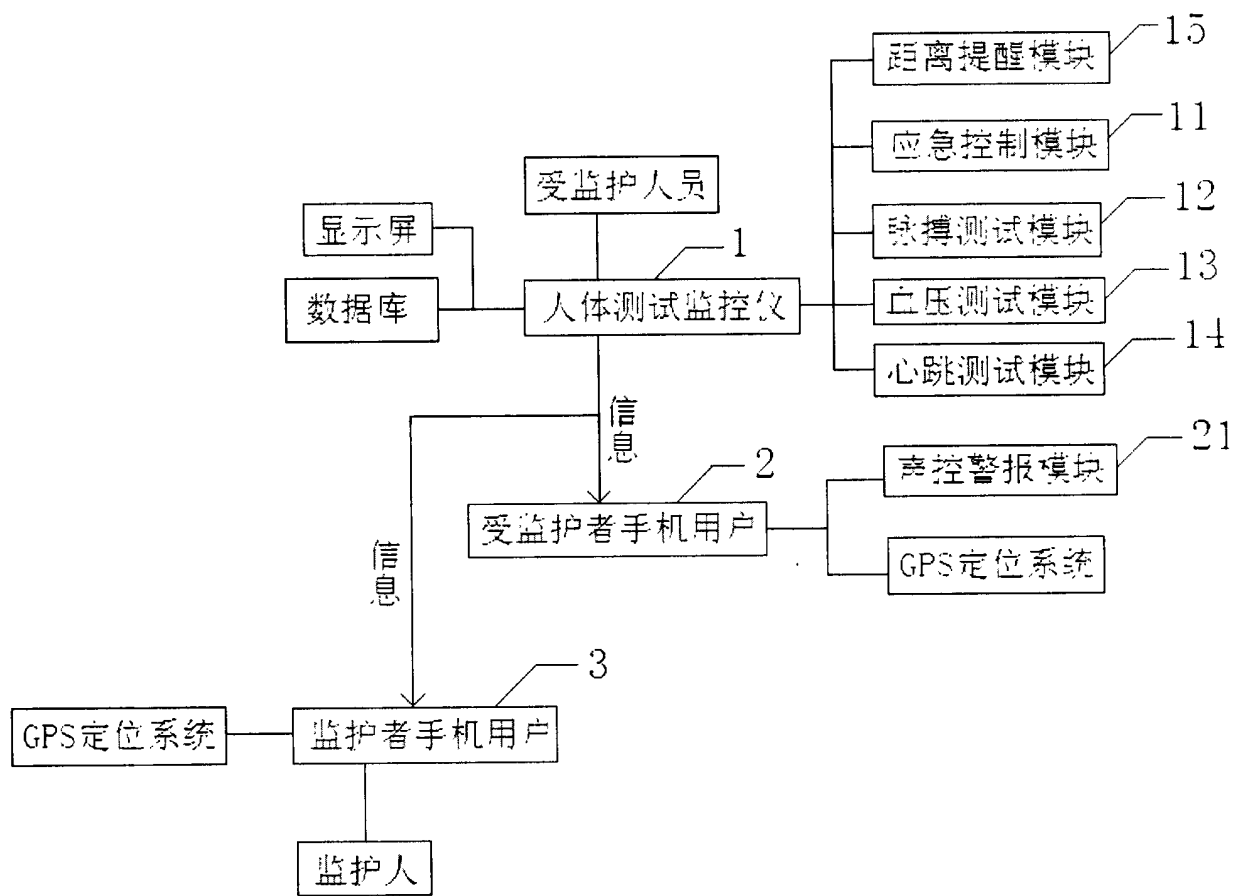 15
距离提醒模块
11
应急控制模块
受监护人员
12
显示屏
脉搏测试模块
1
13
数据库
人体测试监控仪
血压测试模块
14
心跳测试模块
信息
21
声控警报模块
2
受监护者手机用户
信息
GPS定位系统
3
GPS定位系统
监护者手机用户
监护人